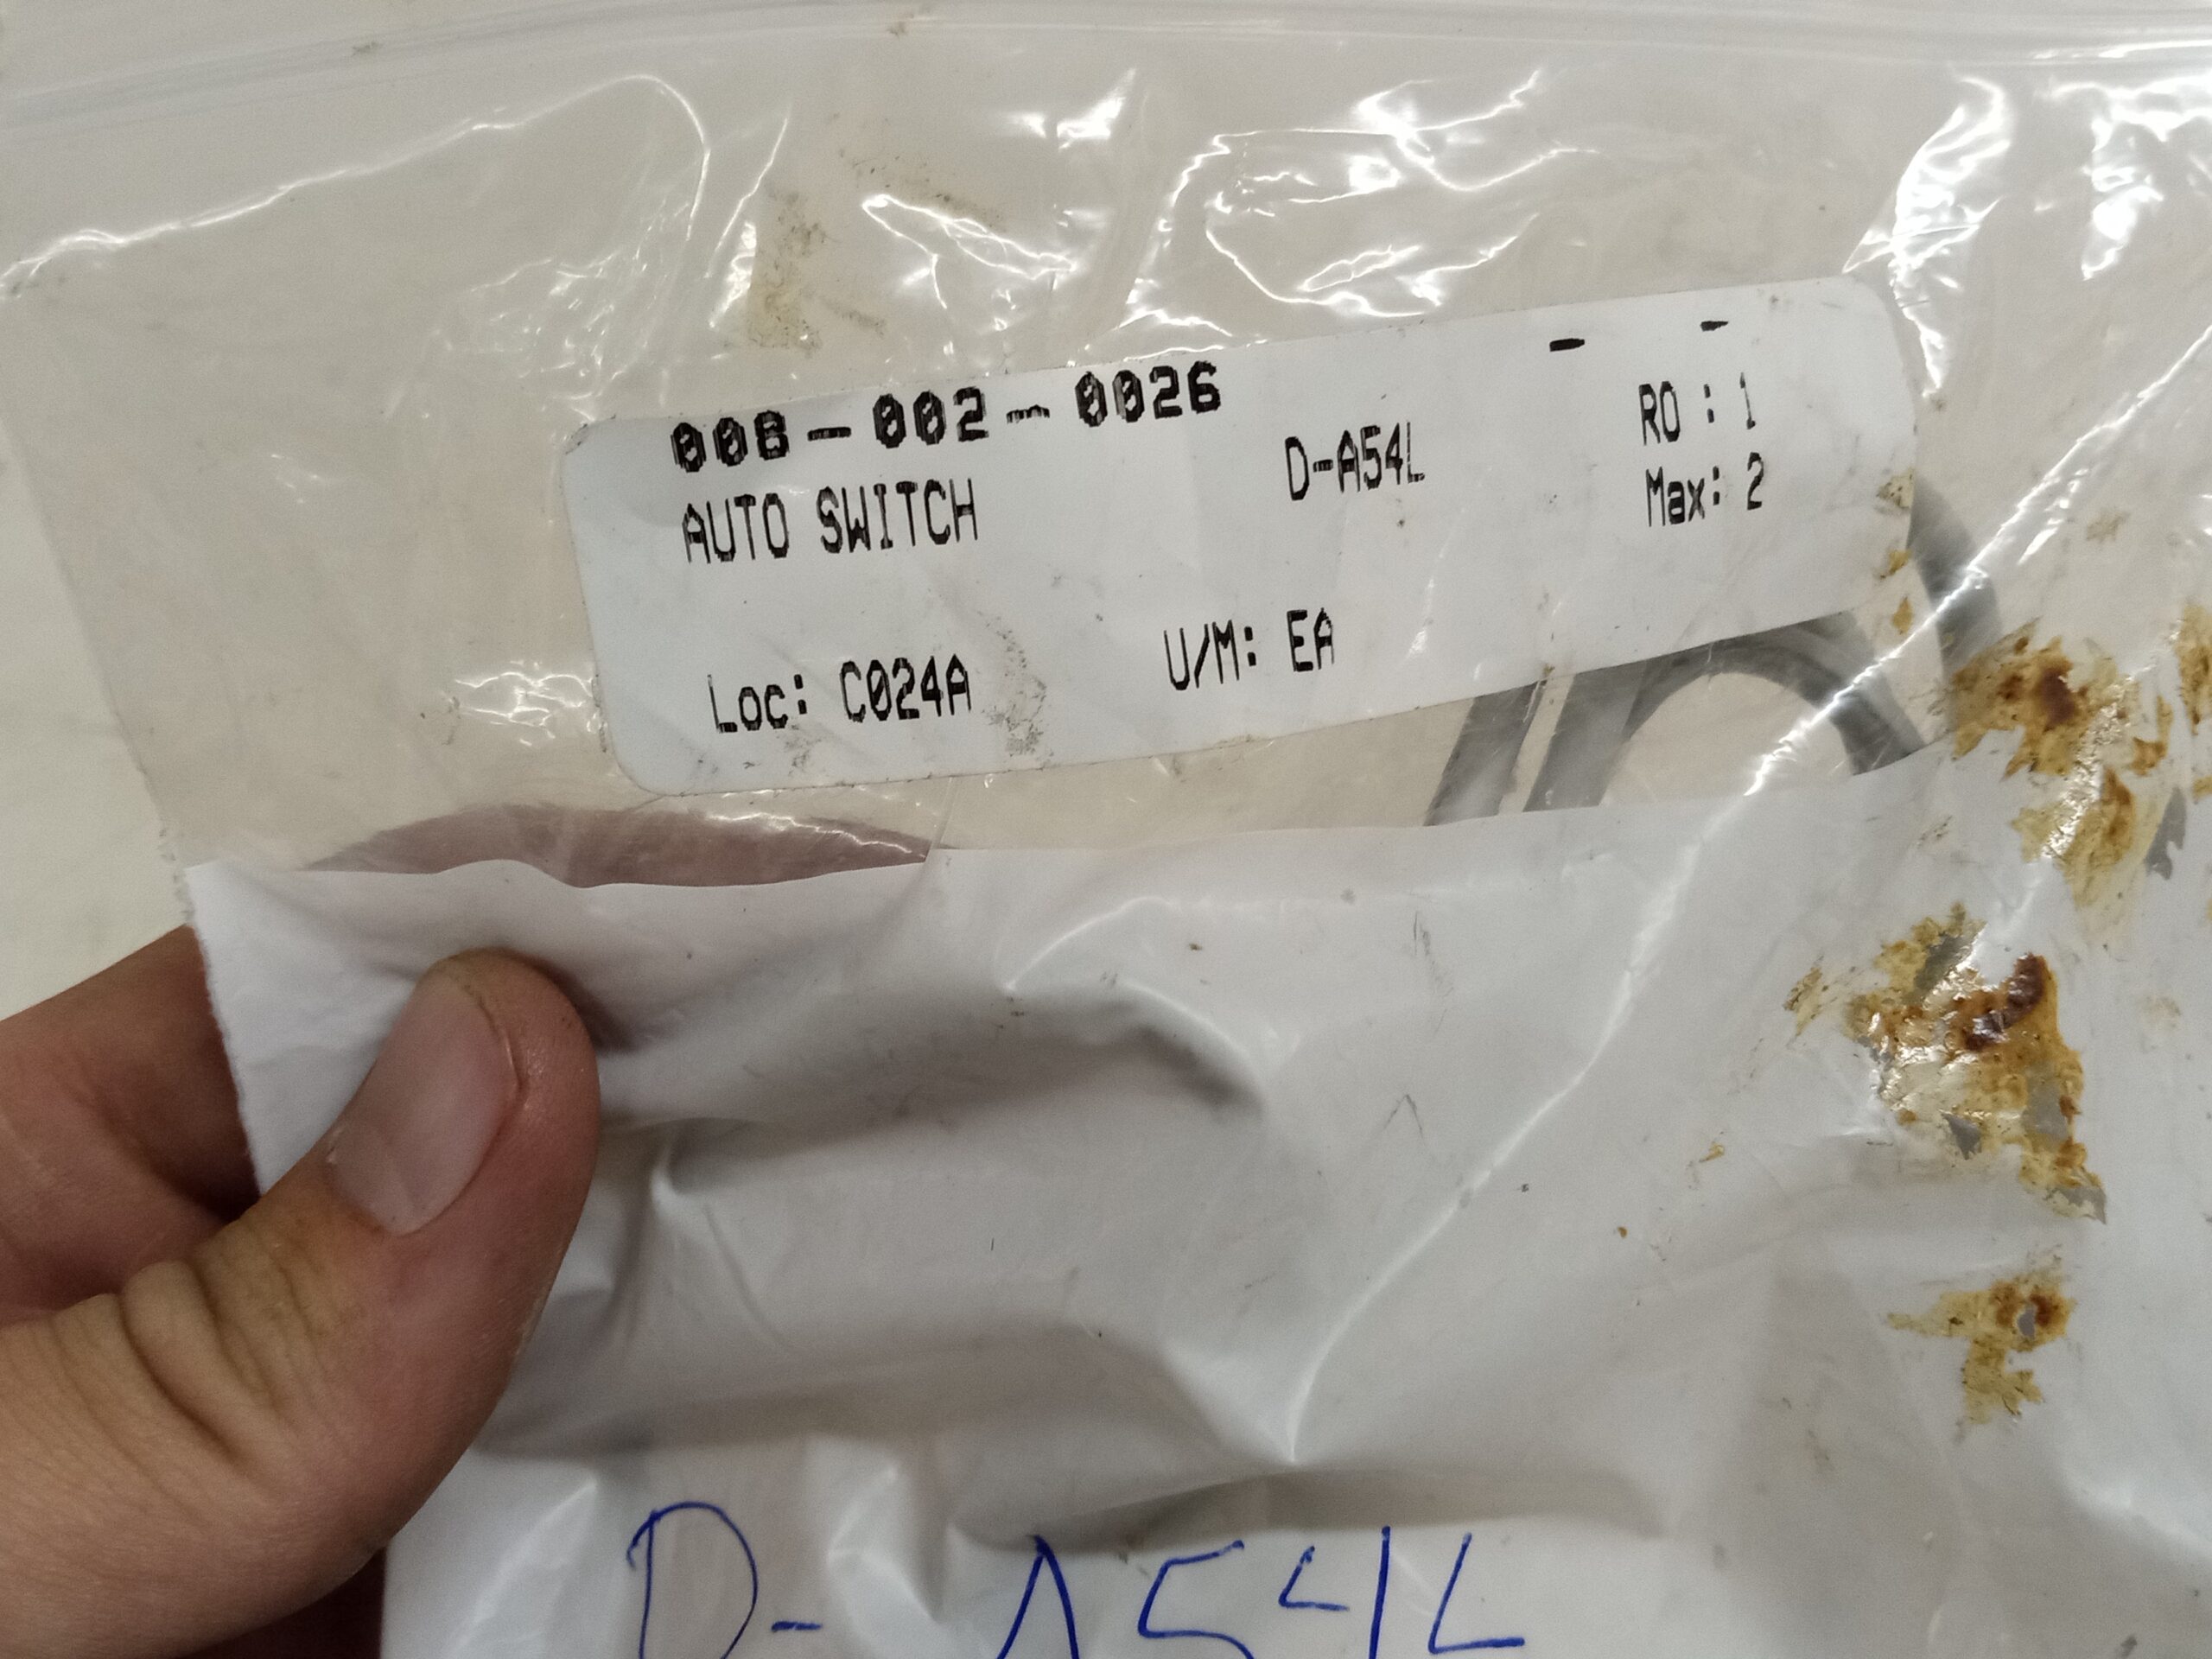 008-002-0026
AUTO SWITCH D-A54L RO : 1
Max: 2
Loc: C024A U/M: EA
D-A54L